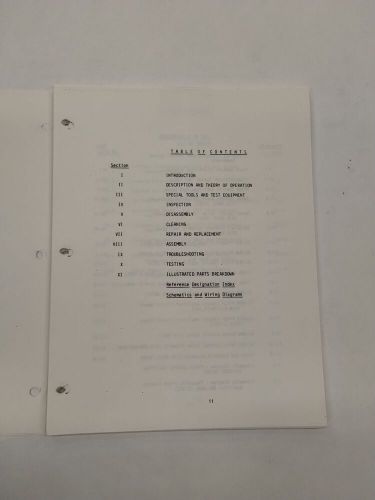 TABLE OF CONTENTS
Section
I INTRODUCTION
II DESCRIPTION AND THEORY OF OPERATION
III SPECIAL TOOLS AND TEST EQUIPMENT
IV INSPECTION
V DISASSEMBLY
VI CLEANING
VII REPAIR AND REPLACEMENT
VIII ASSEMBLY
IX TROUBLESHOOTING
X TESTING
XI ILLUSTRATED PARTS BREAKDOWN
Reference Designation Index
Schematics and Wiring Diagrams
ii